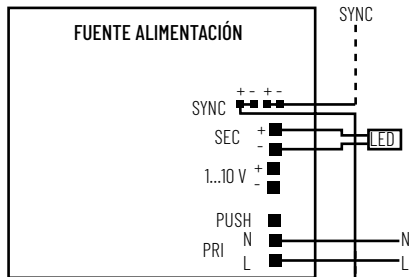 SYNC
FUENTE ALIMENTACIÓN
+ - + -
SYNC
SEC + LED
-
1...10 V +
-
PUSH
PRI N N
L L